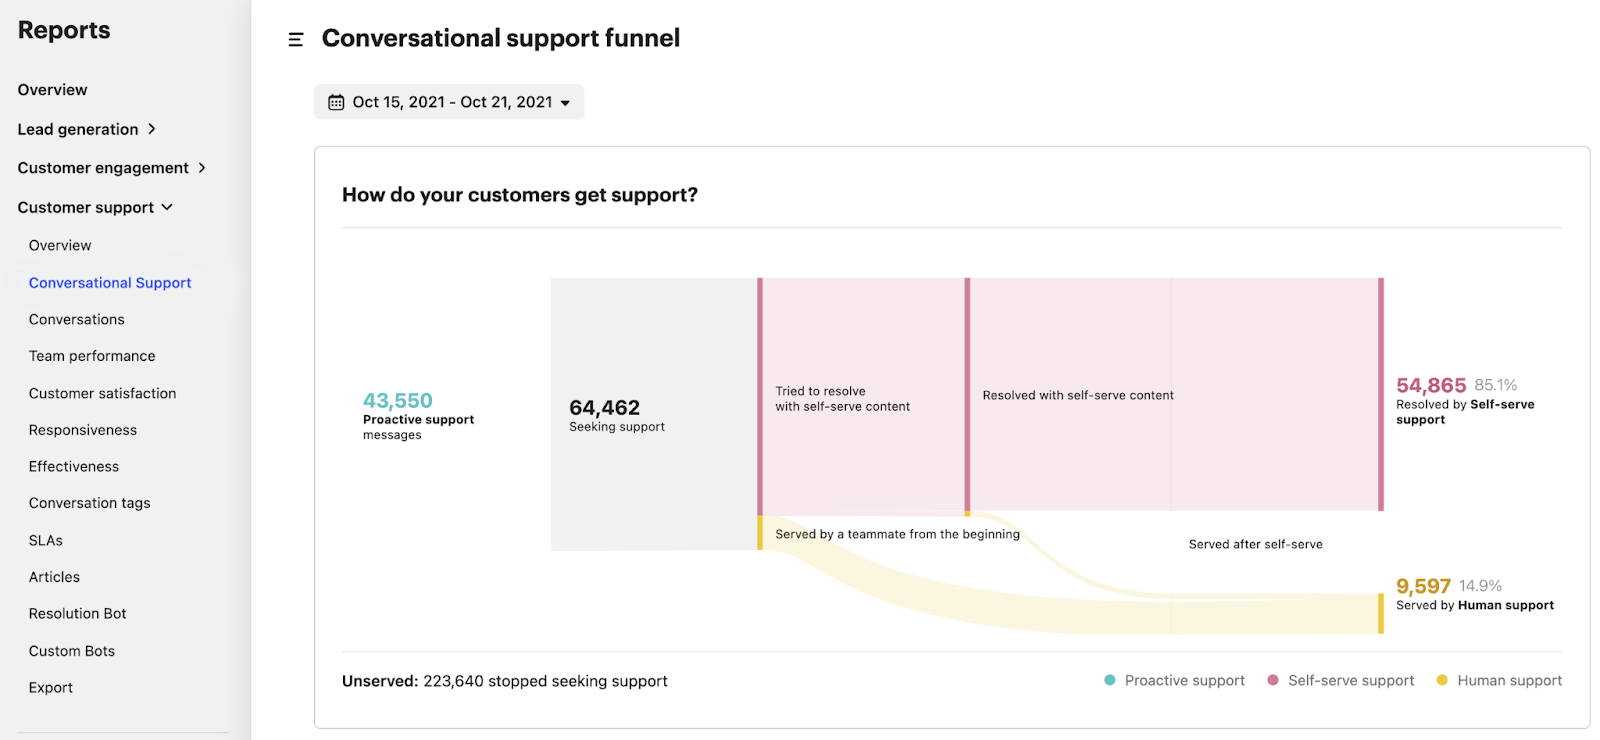 Reports
Overview
Lead generation
Customer engagement
Customer support
Overview
Conversational Support
Conversations
Team performance
Customer satisfaction
Responsiveness
Effectiveness
Conversation tags
SLAs
Articles
Resolution Bot
Custom Bots
Export
Conversational support funnel
Oct 15, 2021 - Oct 21, 2021
How do your customers get support?
43,550
Proactive support
messages
64,462
Seeking support
Tried to resolve
with self-serve content
Resolved with self-serve content
54,865 85.1%
Resolved by Self-serve
support
Served by a teammate from the beginning
Served after self-serve
9,597 14.9%
Served by Human support
Unserved: 223,640 stopped seeking support
Proactive support
Self-serve support
Human support